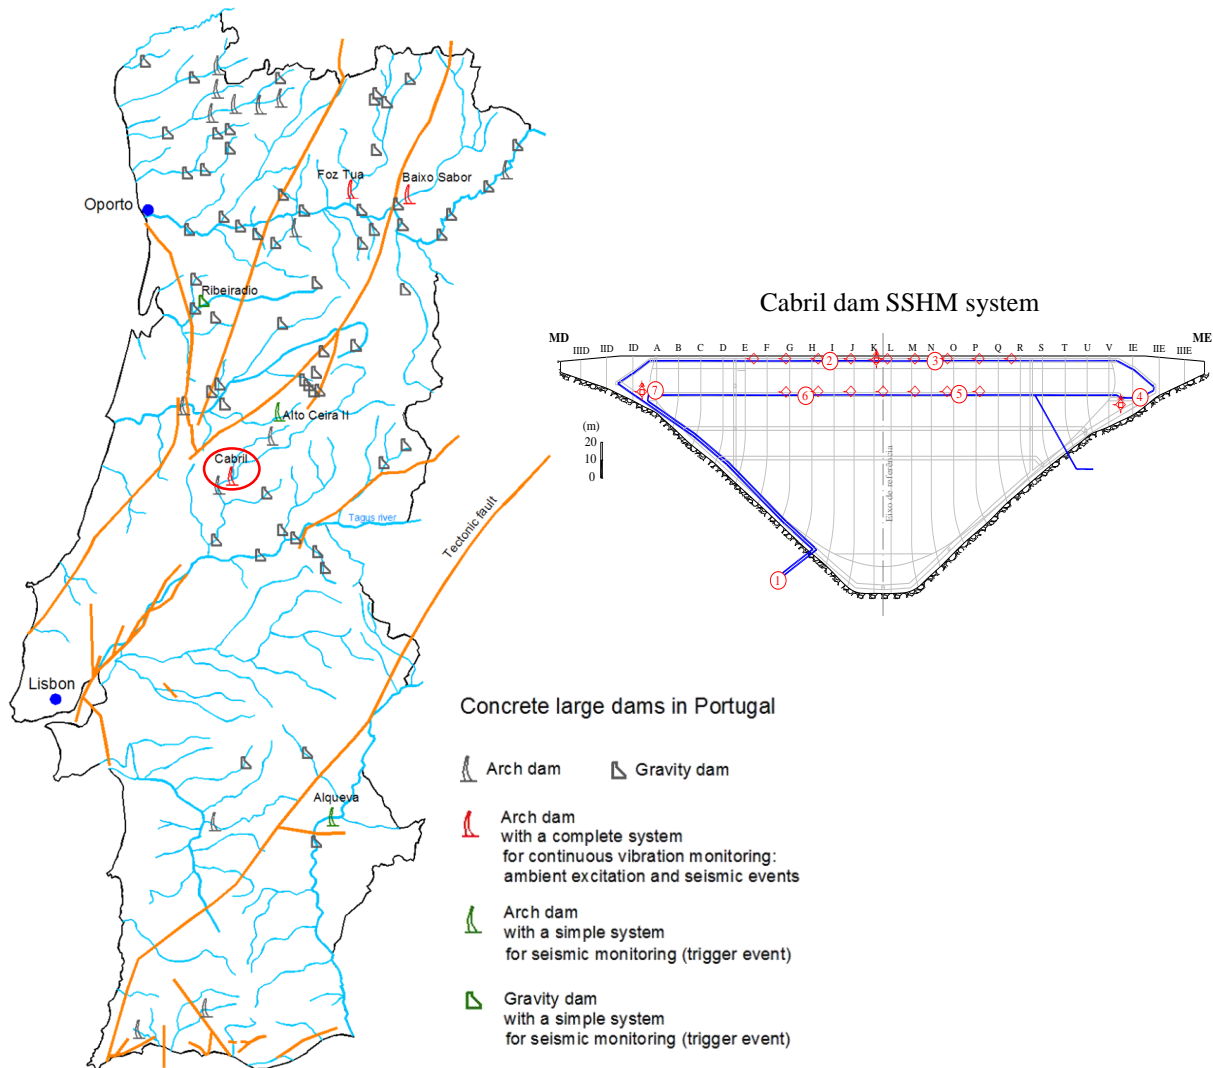 Foz Tua
Baixo Sabor
Oporto
Ribeiradio
Alto Ceira II
Cabril
Tagus river
Tectonic fault
Lisbon
Alqueva
Cabril dam SSHM system
MD
ME
IIID IID ID A B C D E F G H I J K L M N O P Q R S T U V IE IIE IIIE
2
3
7
6
5
4
(m)
20
10
0
Eixo de referência
1
Concrete large dams in Portugal
Arch dam
Gravity dam
Arch dam
with a complete system
for continuous vibration monitoring:
ambient excitation and seismic events
Arch dam
with a simple system
for seismic monitoring (trigger event)
Gravity dam
with a simple system
for seismic monitoring (trigger event)